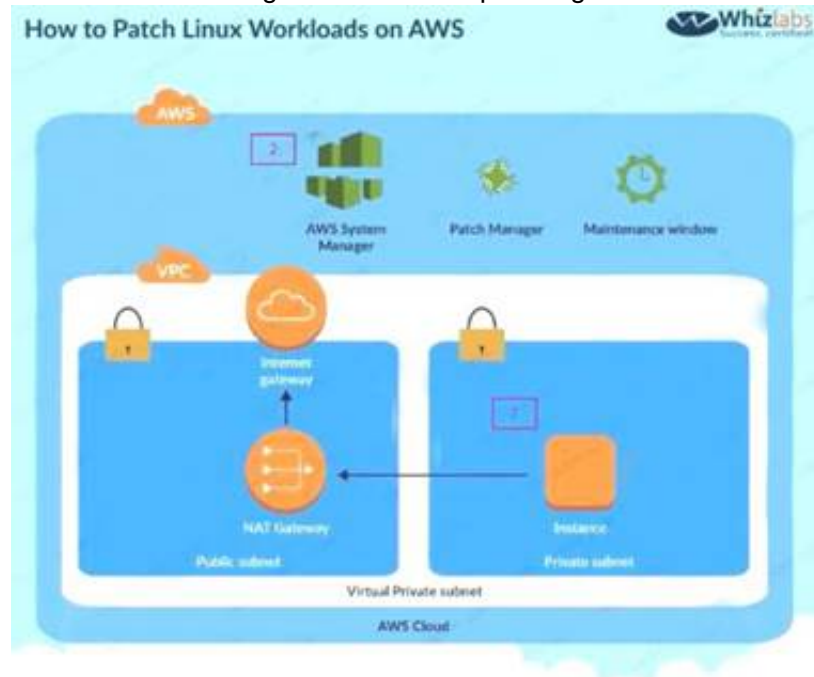 How to Patch Linux Workloads on AWS
Whizlabs
AWS
2
AWS System
Manager
Patch Manager
Maintenance window
VPC
Internet
gateway
NAT Gateway
Instance
Public subnet
Private subnet
Virtual Private subnet
AWS Cloud